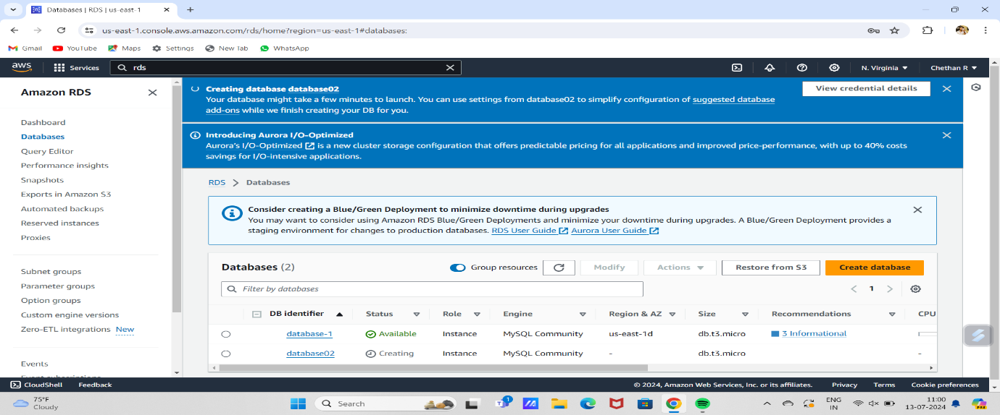 Databases | RDS | us-east-1
us-east-1.console.aws.amazon.com/rds/home?region=us-east-1#databases:
Gmail YouTube Maps Settings New Tab WhatsApp
aws Services rds N. Virginia Chethan R
Amazon RDS
Dashboard
Databases
Query Editor
Performance insights
Snapshots
Exports in Amazon S3
Automated backups
Reserved instances
Proxies
Subnet groups
Parameter groups
Option groups
Custom engine versions
Zero-ETL integrations New
Events
Event subscriptions
Creating database database02
View credential details
Your database might take a few minutes to launch. You can use settings from database02 to simplify configuration of suggested database
add-ons while we finish creating your DB for you.
Introducing Aurora I/O-Optimized
Aurora's I/O-Optimized is a new cluster storage configuration that offers predictable pricing for all applications and improved price-performance, with up to 40% costs
savings for I/O-intensive applications.
RDS > Databases
Consider creating a Blue/Green Deployment to minimize downtime during upgrades
You may want to consider using Amazon RDS Blue/Green Deployments and minimize your downtime during upgrades. A Blue/Green Deployment provides a
staging environment for changes to production databases. RDS User Guide Aurora User Guide
Databases (2) Group resources Modify Actions Restore from S3 Create database
Filter by databases < 1 >
DB identifier Status Role Engine Region & AZ Size Recommendations CPU
database-1 Available Instance MySQL Community us-east-1d db.t3.micro 3 Informational
database02 Creating Instance MySQL Community - db.t3.micro -
CloudShell Feedback © 2024, Amazon Web Services, Inc. or its affiliates. Privacy Terms Cookie preferences
75°F
Cloudy
Search
1
ENG
IN
11:00
13-07-2024
PRE